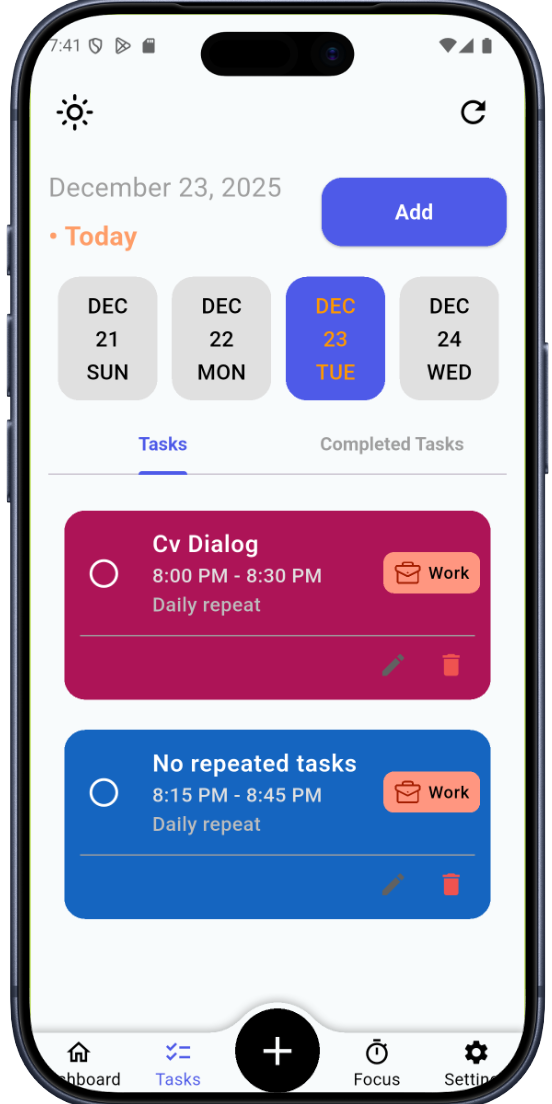 7:41
December 23, 2025
Add
• Today
DEC
21
SUN
DEC
22
MON
DEC
23
TUE
DEC
24
WED
Tasks
Completed Tasks
Cv Dialog
8:00 PM - 8:30 PM
Daily repeat
Work
No repeated tasks
8:15 PM - 8:45 PM
Daily repeat
Work
hboard
Tasks
Focus
Settin